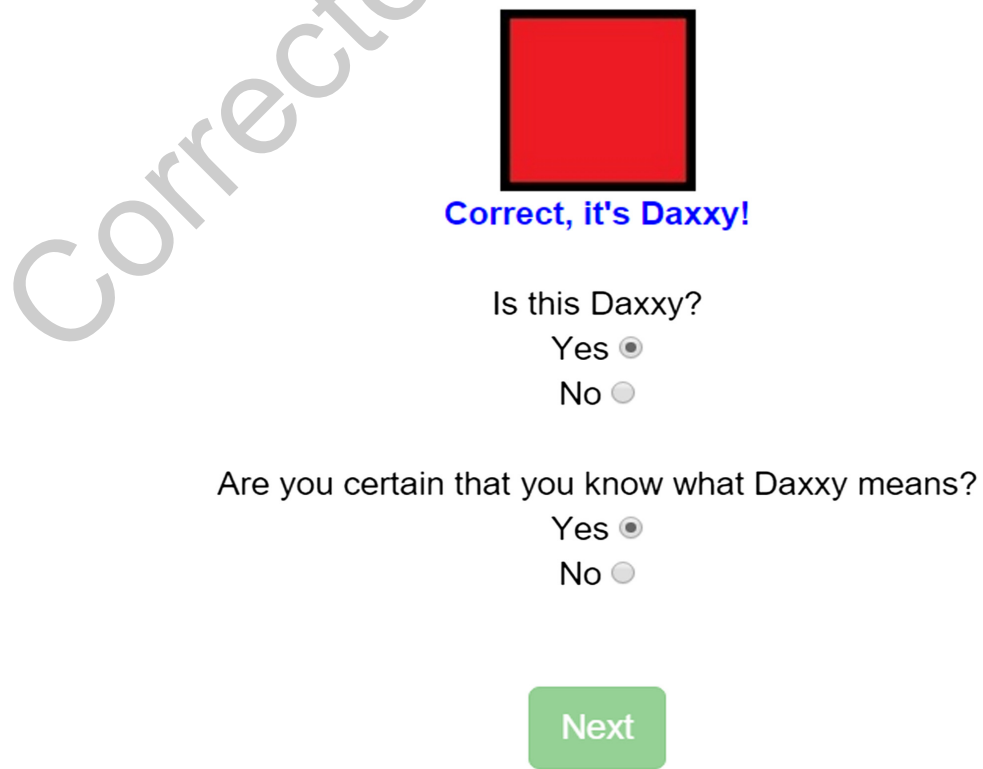 Correct, it's Daxxy!
Is this Daxxy?
Yes
No
Are you certain that you know what Daxxy means?
Yes
No
Next